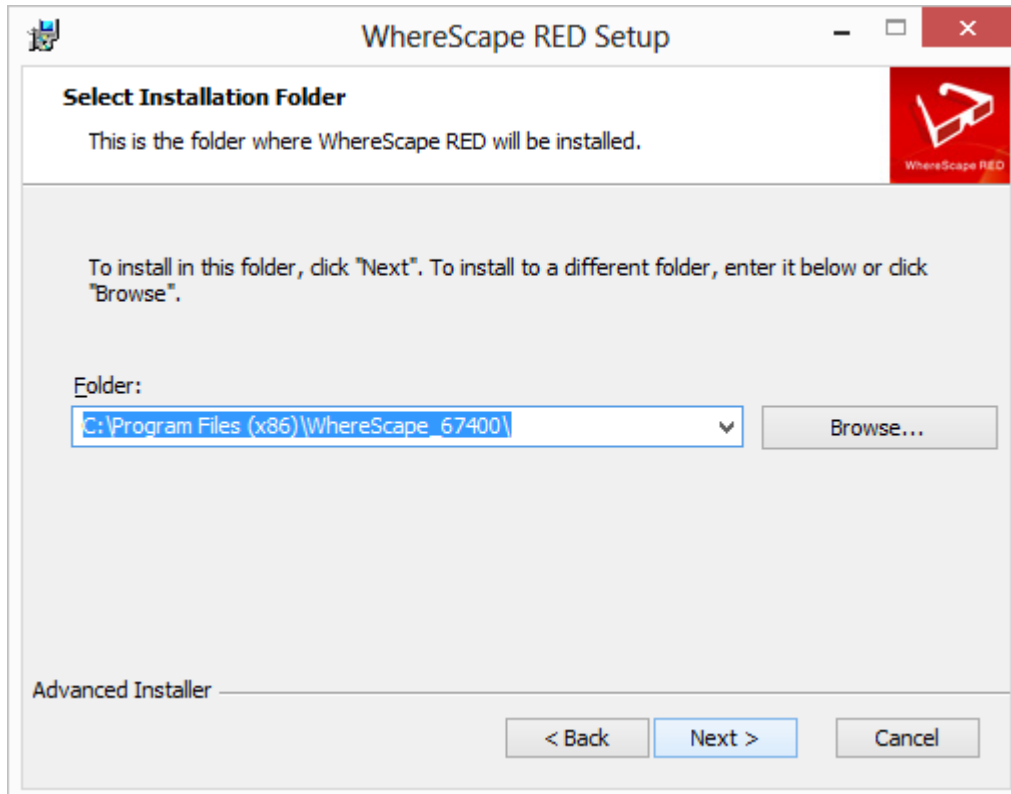 WhereScape RED Setup
Select Installation Folder
This is the folder where WhereScape RED will be installed.
WhereScape RED
To install in this folder, click "Next". To install to a different folder, enter it below or click
"Browse".
Folder:
C:\Program Files (x86)\WhereScape_67400\
Browse...
Advanced Installer
< Back
Next >
Cancel